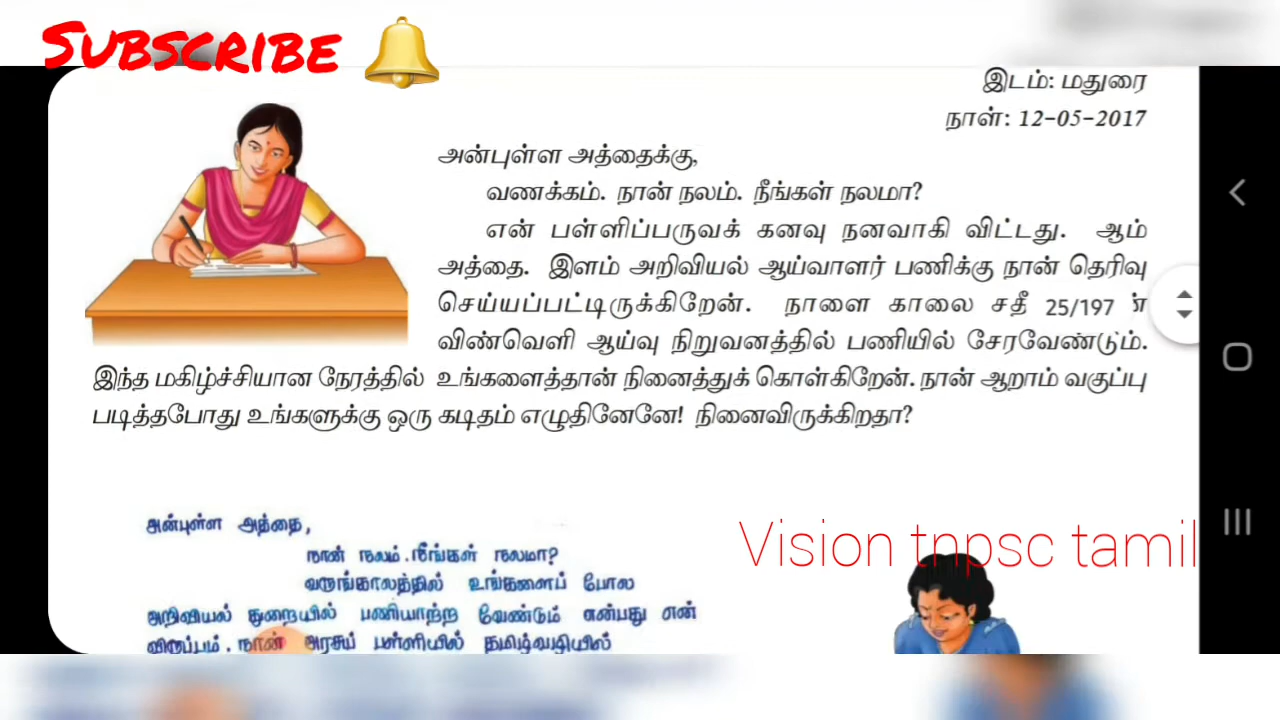 SUBSCRIBE
இடம்: மதுரை
நாள்: 12-05-2017
அன்புள்ள அத்தைக்கு,
வணக்கம். நான் நலம். நீங்கள் நலமா?
என் பள்ளிப்பருவக் கனவு நனவாகி விட்டது. ஆம்
அத்தை. இளம் அறிவியல் ஆய்வாளர் பணிக்கு நான் தெரிவு
செய்யப்பட்டிருக்கிறேன். நாளை காலை சதீ 25/197
விண்வெளி ஆய்வு நிறுவனத்தில் பணியில் சேரவேண்டும்.
இந்த மகிழ்ச்சியான நேரத்தில் உங்களைத்தான் நினைத்துக் கொள்கிறேன். நான் ஆறாம் வகுப்பு
படித்தபோது உங்களுக்கு ஒரு கடிதம் எழுதினேனே! நினைவிருக்கிறதா?
அன்புள்ள அத்தை,
Vision tnpsc tamil
நான் நலம். நீங்கள் நலமா?
வருங்காலத்தில் உங்களைப் போல
அறிவியல் துறையில் பணியாற்ற வேண்டும் என்பது என்
விருப்பம். நான் அரசுப் பள்ளியில் தமிழ்வழியில்